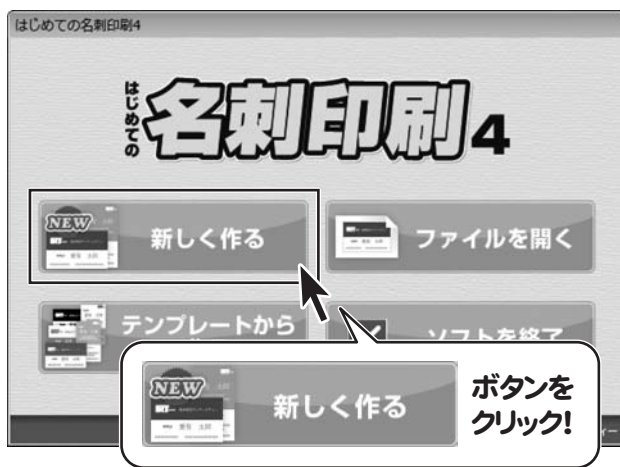 はじめての名刺印刷4
はじめての
名刺印刷4
NEW
新しく作る
ファイルを開く
テンプレートから
ソフトを終了
NEW
新しく作る
ボタンを
クリック!